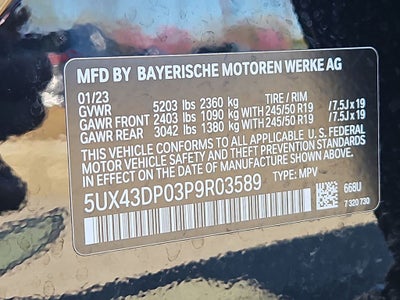 MFD BY BAYERISCHE MOTOREN WERKE AG
01/23 TIRE / RIM
GVWR 5203 lbs 2360 kg
GAWR FRONT 2403 lbs 1090 kg WITH 245/50 R19 /7.5J x 19
GAWR REAR 3042 lbs 1380 kg WITH 245/50 R19 /7.5J x 19
THIS VEHICLE CONFORMS TO ALL APPLICABLE U.S. FEDERAL
MOTOR VEHICLE SAFETY AND THEFT PREVENTION STANDARDS
IN EFFECT ON THE DATE OF MANUFACTURE SHOWN ABOVE.
5UX43DP03P9R03589 TYPE: MPV
668U
7 320 730